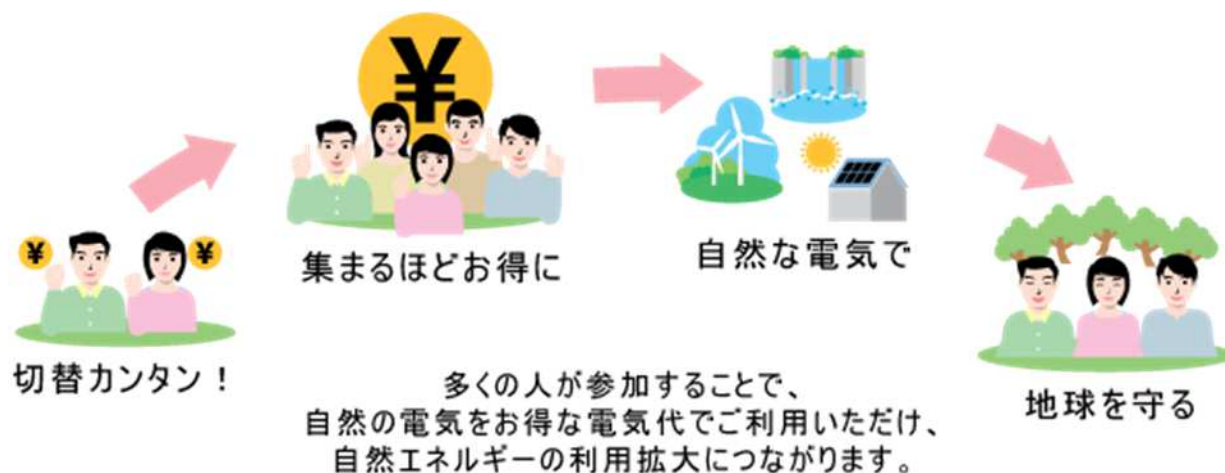 ¥
集まるほどお得に
自然な電気で
¥ ¥
切替カンタン！
地球を守る
多くの人が参加することで、
自然の電気をお得な電気代でご利用いただけ、
自然エネルギーの利用拡大につながります。